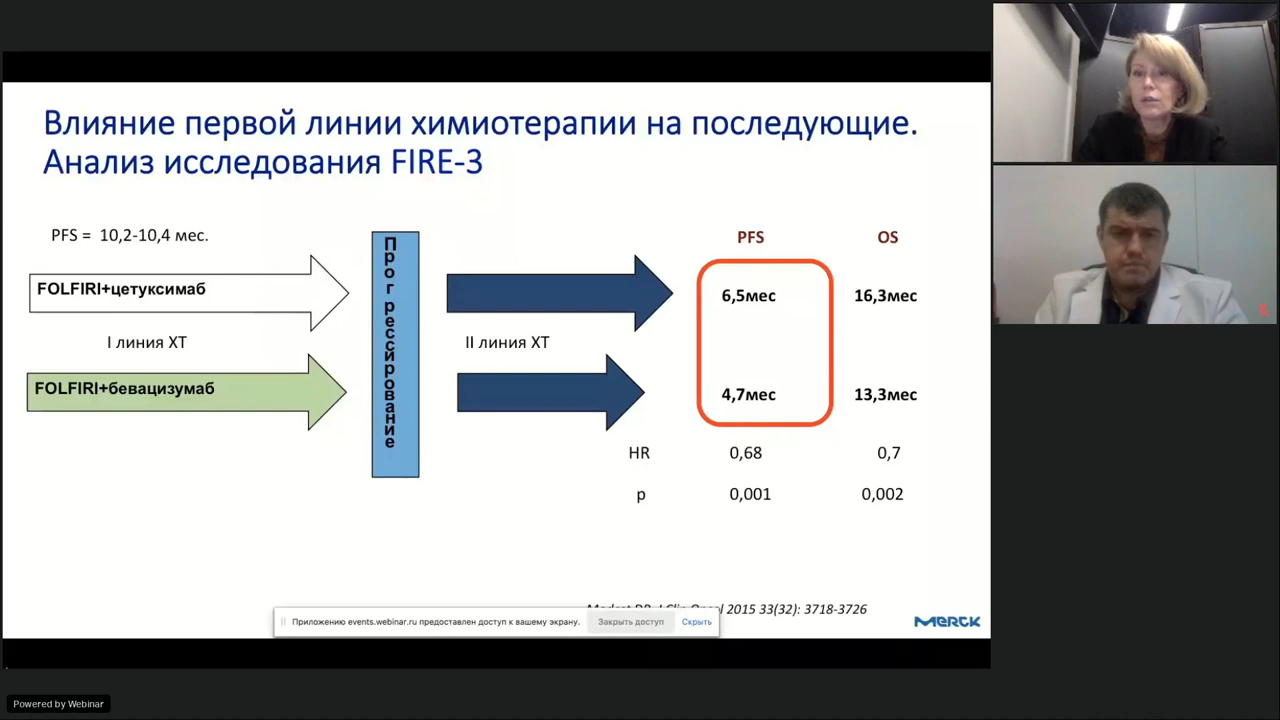 Влияние первой линии химиотерапии на последующие.
Анализ исследования FIRE-3
PFS = 10,2-10,4 мес.
PFS
OS
FOLFIRI+цетуксимаб
6,5мес
16,3мес
I линия ХТ
Прогрессирование
II линия ХТ
FOLFIRI+бевацизумаб
4,7мес
13,3мес
HR
0,68
0,7
p
0,001
0,002
2015 33(32): 3718-3726
Приложению events.webinar.ru предоставлен доступ к вашему экрану.
Закрыть доступ
Скрыть
MERCK
Powered by Webinar